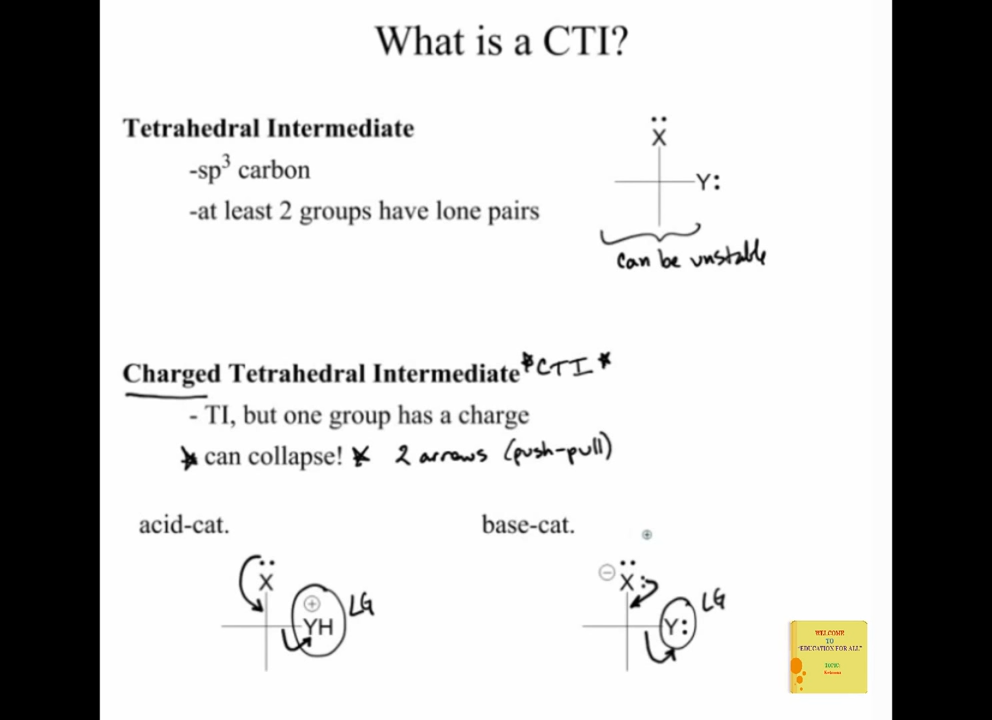 What is a CTI?
Tetrahedral Intermediate
-sp³ carbon
-at least 2 groups have lone pairs
X
Y:
can be unstable
Charged Tetrahedral Intermediate *CTI*
- TI, but one group has a charge
* can collapse! * 2 arrows (push-pull)
acid-cat.
base-cat.
X
+
YH
LG
+
− X:
Y:
LG
WELCOME
TO
"EDUCATION FOR ALL"